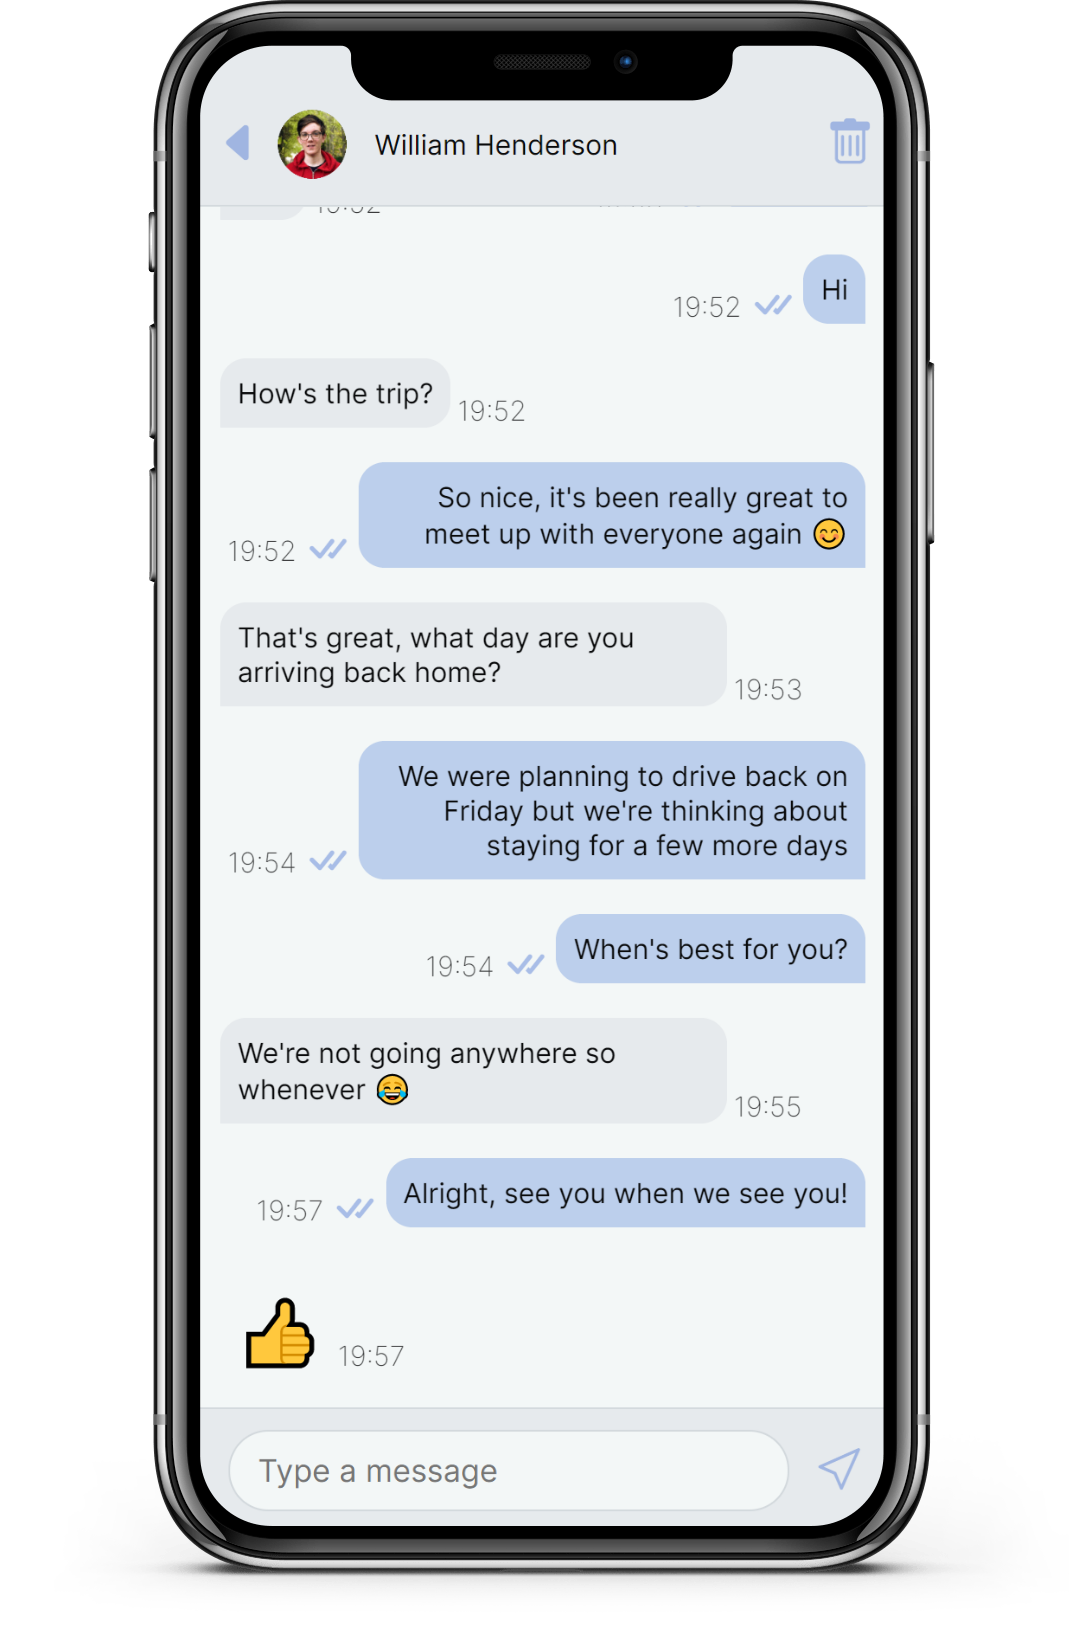 William Henderson
19:52
Hi
19:52
How's the trip?
19:52
So nice, it's been really great to
meet up with everyone again 😊
19:52
That's great, what day are you
arriving back home?
19:53
We were planning to drive back on
Friday but we're thinking about
staying for a few more days
19:54
When's best for you?
19:54
We're not going anywhere so
whenever 😂
19:55
Alright, see you when we see you!
19:57
👍
19:57
Type a message